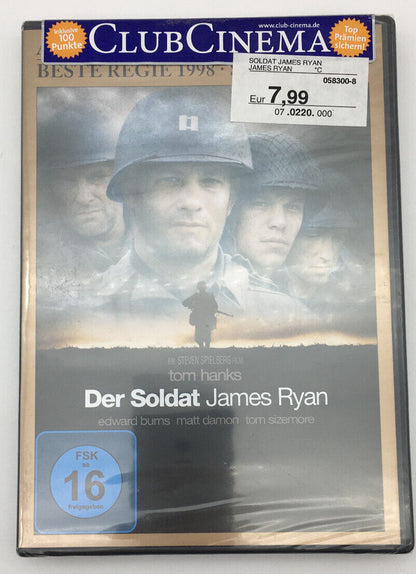 Inklusive
100
Punkte
www.club-cinema.de
CLUBCINEMA
Top
Prämien
sichern!
BESTE REGIE 1998
SOLDAT JAMES RYAN
JAMES RYAN °C
058300-8
Eur 7,99
07 .0220. 000
EIN STEVEN SPIELBERG FILM
tom hanks
Der Soldat James Ryan
edward burns matt damon tom sizemore
FSK
ab
16
freigegeben